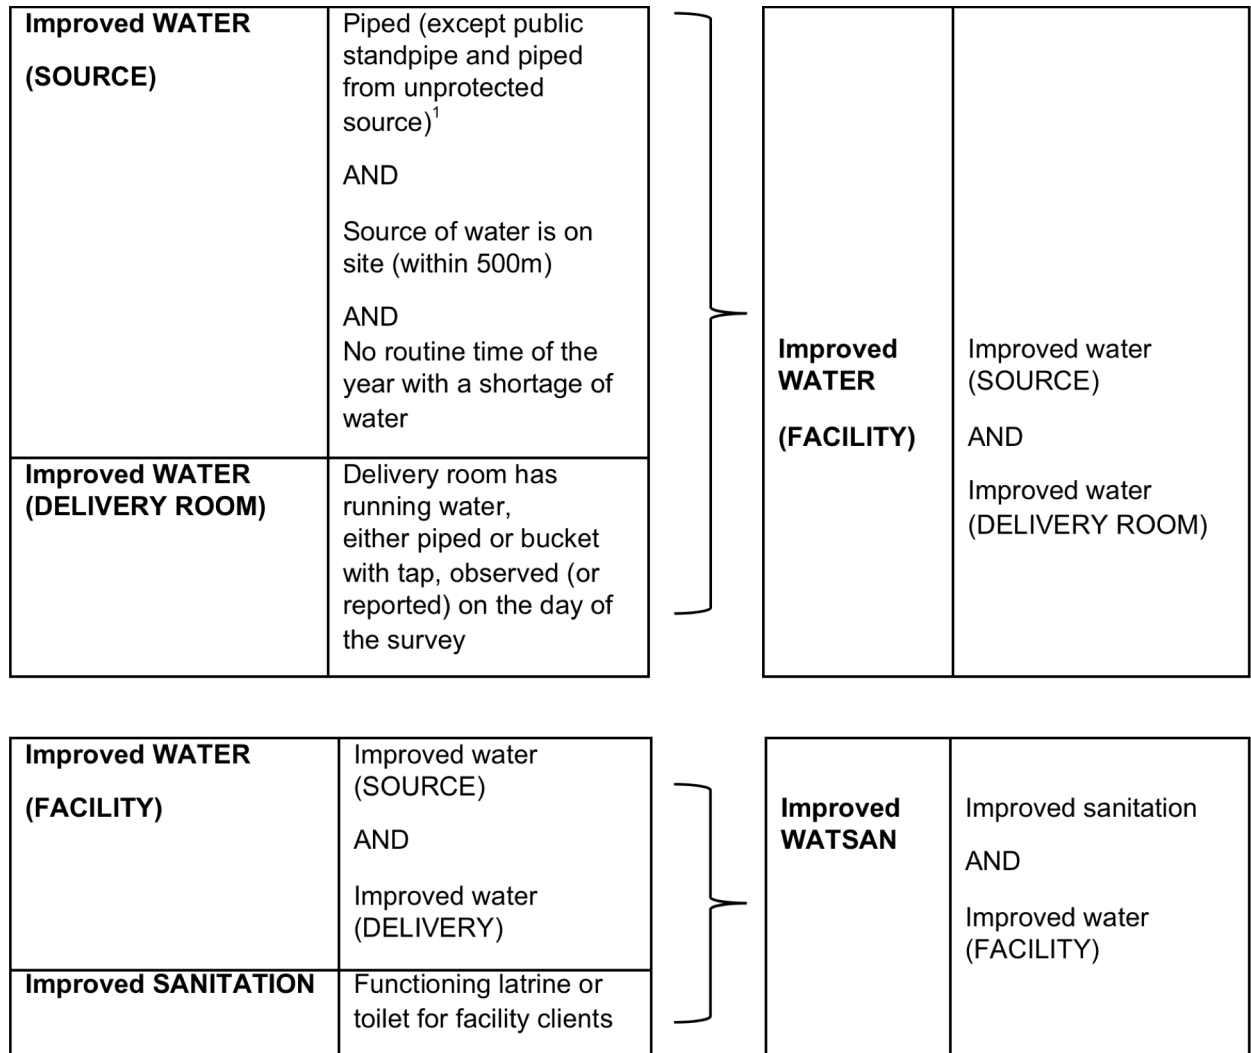 Improved WATER
(SOURCE)
Piped (except public
standpipe and piped
from unprotected
source)1
AND
Source of water is on
site (within 500m)
AND
No routine time of the
year with a shortage of
water
Improved WATER
(DELIVERY ROOM)
Delivery room has
running water,
either piped or bucket
with tap, observed (or
reported) on the day of
the survey
Improved
WATER
(FACILITY)
Improved water
(SOURCE)
AND
Improved water
(DELIVERY ROOM)
Improved WATER
(FACILITY)
Improved water
(SOURCE)
AND
Improved water
(DELIVERY)
Improved SANITATION
Functioning latrine or
toilet for facility clients
Improved
WATSAN
Improved sanitation
AND
Improved water
(FACILITY)